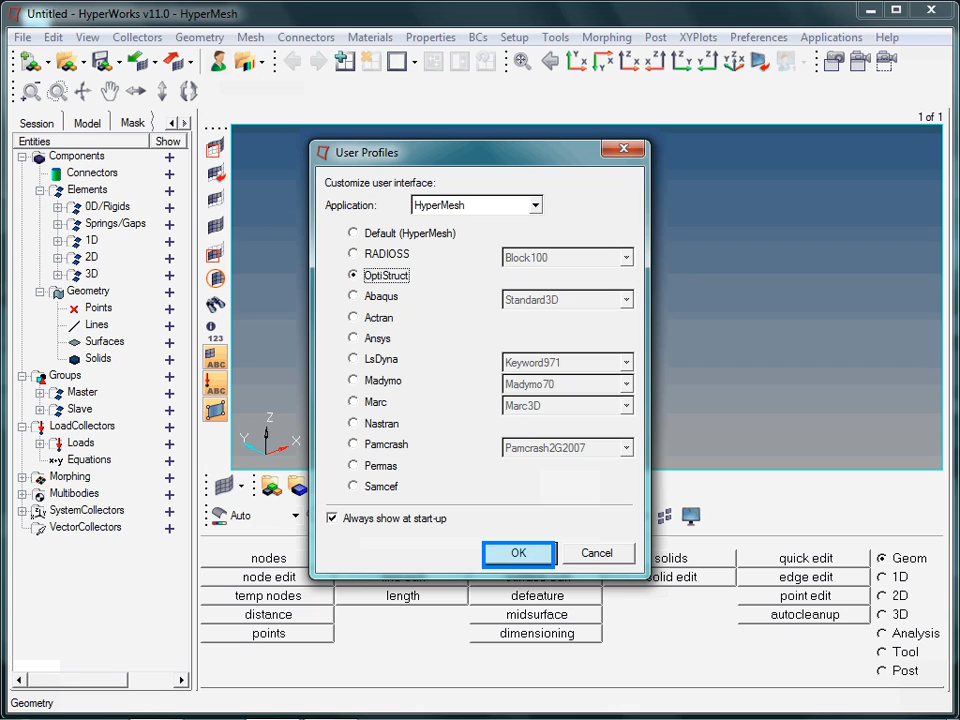 Untitled - HyperWorks v11.0 - HyperMesh
File Edit View Collectors Geometry Mesh Connectors Materials Properties BCs Setup Tools Morphing Post XYPlots Preferences Applications Help
Session Model Mask
1 of 1
Entities Show
Components
Connectors
Elements
0D/Rigids
Springs/Gaps
1D
2D
3D
Geometry
Points
Lines
Surfaces
Solids
Groups
Master
Slave
LoadCollectors
Loads
Equations
Morphing
Multibodies
SystemCollectors
VectorCollectors
123
ABC
ABC
Z
Y X
User Profiles
Customize user interface:
Application: HyperMesh
Default (HyperMesh)
RADIOSS Block100
OptiStruct
Abaqus Standard3D
Actran
Ansys
LsDyna Keyword971
Madymo Madymo70
Marc Marc3D
Nastran
Pamcrash Pamcrash2G2007
Permas
Samcef
Always show at start-up
OK Cancel
Auto
nodes solids quick edit Geom
node edit solid edit edge edit 1D
temp nodes length defeature point edit 2D
distance midsurface autocleanup 3D
points dimensioning Analysis
Tool
Post
Geometry